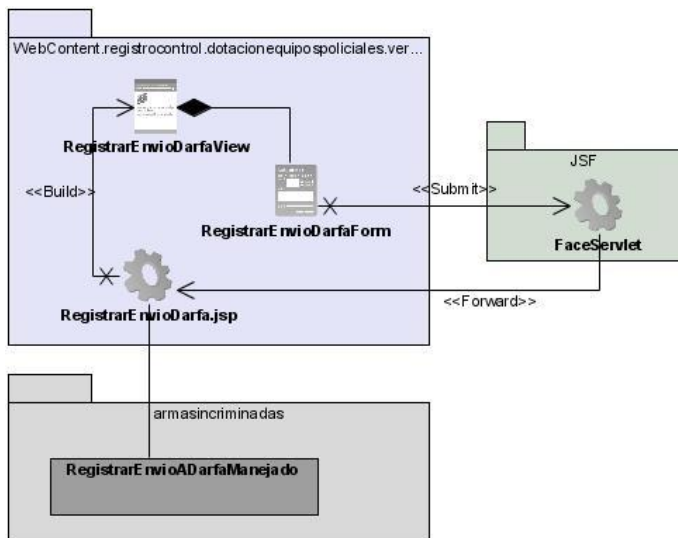 WebContent.registrocontrol.dotacionequipospoliciales.ver...
RegistrarEnvioDarfaView
JSF
<<Build>>
<<Submit>>
RegistrarEnvioDarfaForm
FaceServlet
<<Forward>>
RegistrarEnvioDarfa.jsp
armasincriminadas
RegistrarEnvioADarfaManejado